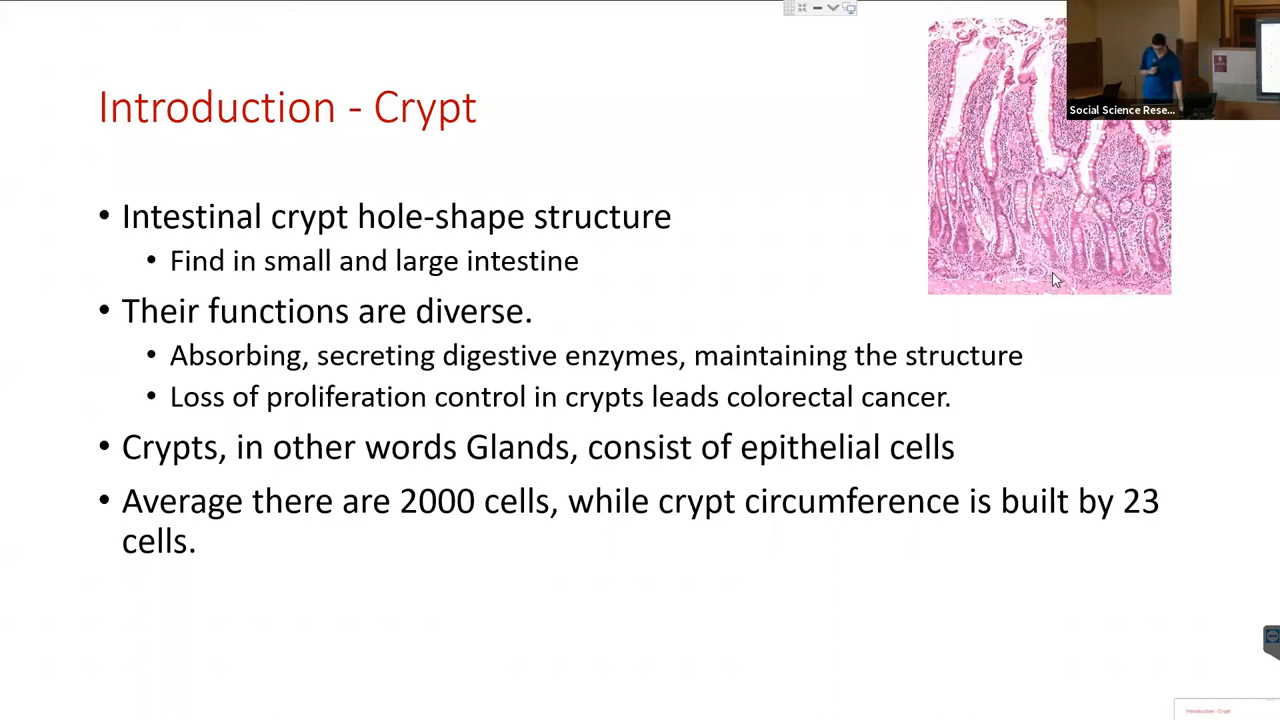 Introduction - Crypt
Social Science Rese...
• Intestinal crypt hole-shape structure
• Find in small and large intestine
• Their functions are diverse.
• Absorbing, secreting digestive enzymes, maintaining the structure
• Loss of proliferation control in crypts leads colorectal cancer.
• Crypts, in other words Glands, consist of epithelial cells
• Average there are 2000 cells, while crypt circumference is built by 23
cells.
Introduction - Crypt